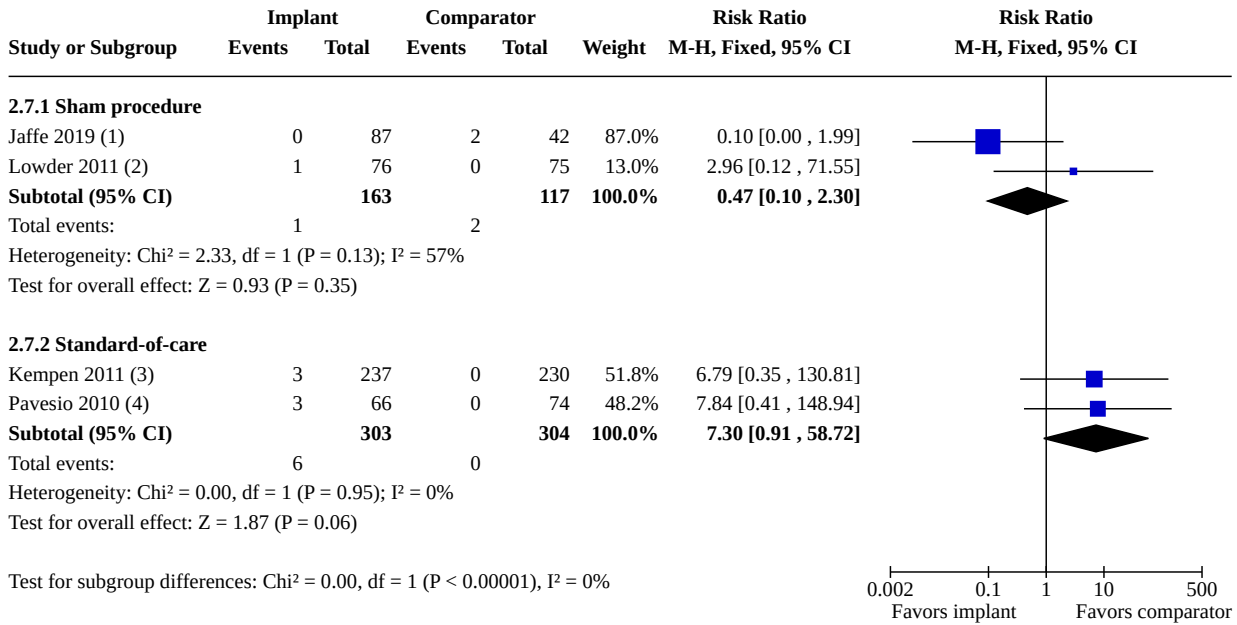 Implant Comparator Risk Ratio Risk Ratio
Study or Subgroup Events Total Events Total Weight M-H, Fixed, 95% CI M-H, Fixed, 95% CI
2.7.1 Sham procedure
Jaffe 2019 (1) 0 87 2 42 87.0% 0.10 [0.00 , 1.99]
Lowder 2011 (2) 1 76 0 75 13.0% 2.96 [0.12 , 71.55]
Subtotal (95% CI) 163 117 100.0% 0.47 [0.10 , 2.30]
Total events: 1 2
Heterogeneity: Chi² = 2.33, df = 1 (P = 0.13); I² = 57%
Test for overall effect: Z = 0.93 (P = 0.35)
2.7.2 Standard-of-care
Kempen 2011 (3) 3 237 0 230 51.8% 6.79 [0.35 , 130.81]
Pavesio 2010 (4) 3 66 0 74 48.2% 7.84 [0.41 , 148.94]
Subtotal (95% CI) 303 304 100.0% 7.30 [0.91 , 58.72]
Total events: 6 0
Heterogeneity: Chi² = 0.00, df = 1 (P = 0.95); I² = 0%
Test for overall effect: Z = 1.87 (P = 0.06)
Test for subgroup differences: Chi² = 0.00, df = 1 (P < 0.00001), I² = 0%
0.002 0.1 1 10 500
Favors implant Favors comparator